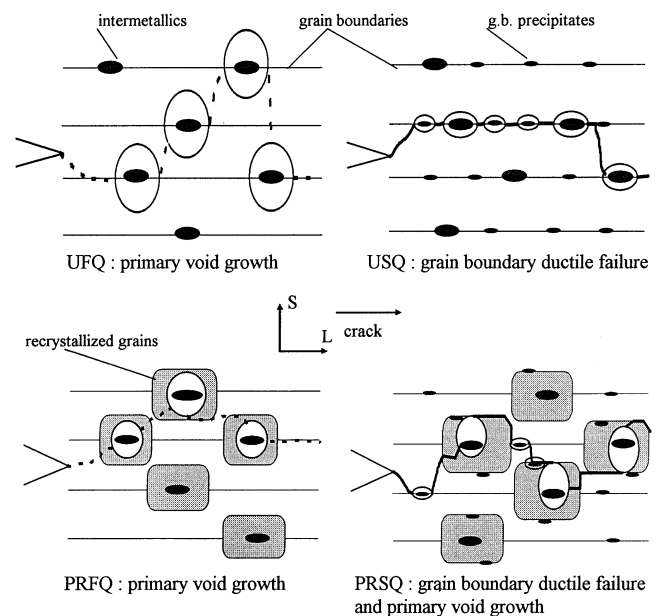 intermetallics
grain boundaries
g.b. precipitates
UFQ : primary void growth
USQ : grain boundary ductile failure
S
L
crack
recrystallized grains
PRFQ : primary void growth
PRSQ : grain boundary ductile failure
and primary void growth